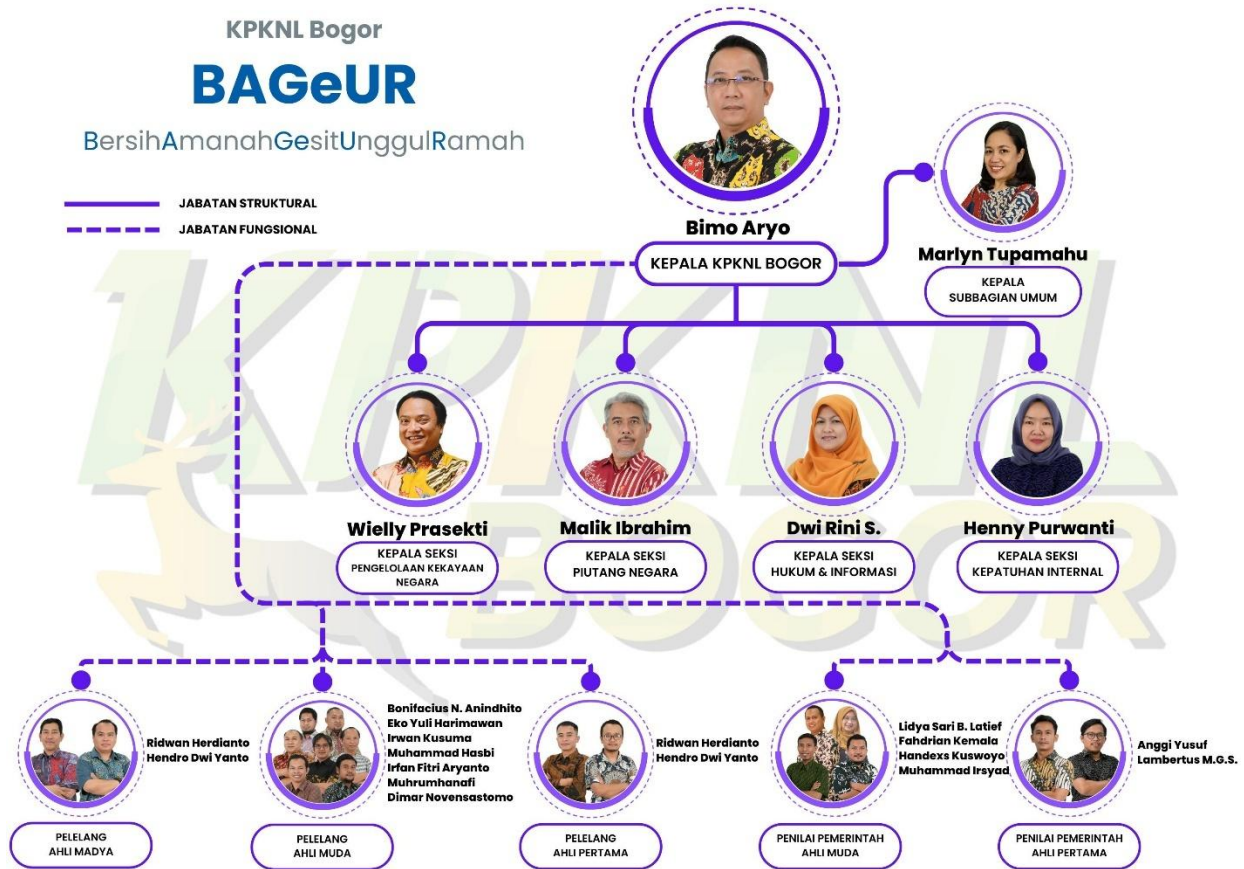 KPKNL Bogor
BAGeUR
BersihAmanahGesitUnggulRamah
JABATAN STRUKTURAL
JABATAN FUNGSIONAL
Bimo Aryo
KEPALA KPKNL BOGOR
Marlyn Tupamahu
KEPALA
SUBBAGIAN UMUM
KPKNL
BOGOR
Wielly Prasekti
KEPALA SEKSI
PENGELOLAAN KEKAYAAN
NEGARA
Malik Ibrahim
KEPALA SEKSI
PIUTANG NEGARA
Dwi Rini S.
KEPALA SEKSI
HUKUM & INFORMASI
Henny Purwanti
KEPALA SEKSI
KEPATUHAN INTERNAL
Ridwan Herdianto
Hendro Dwi Yanto
PELELANG
AHLI MADYA
Bonifacius N. Anindhito
Eko Yuli Harimawan
Irwan Kusuma
Muhammad Hasbi
Irfan Fitri Aryanto
Muhrumhanafi
Dimar Novensastomo
PELELANG
AHLI MUDA
Ridwan Herdianto
Hendro Dwi Yanto
PELELANG
AHLI PERTAMA
Lidya Sari B. Latief
Fahdrian Kemala
Handexs Kuswoyo
Muhammad Irsyad
PENILAI PEMERINTAH
AHLI MUDA
Anggi Yusuf
Lambertus M.G.S.
PENILAI PEMERINTAH
AHLI PERTAMA